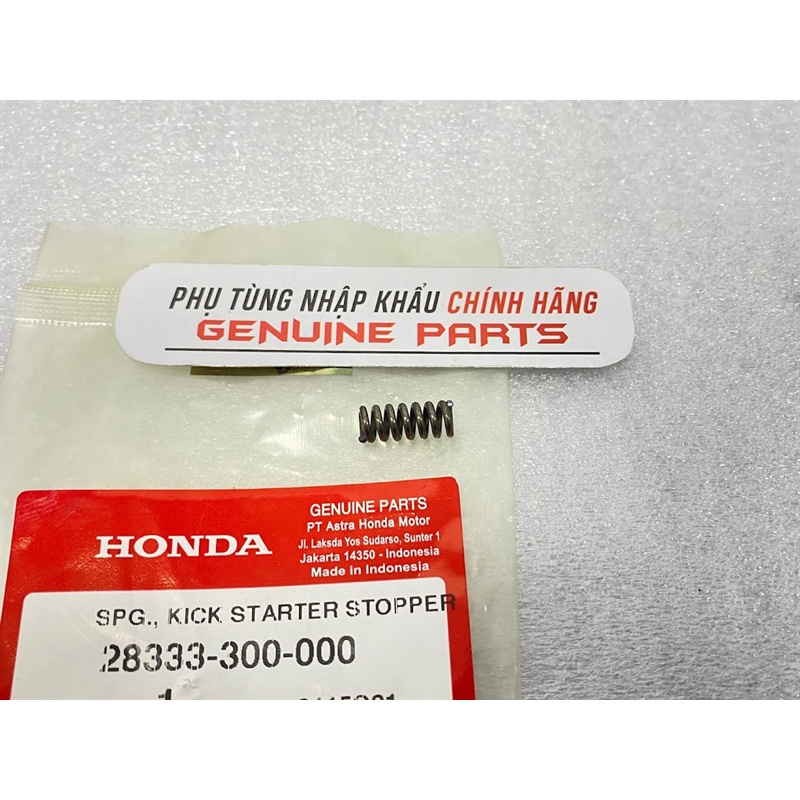 PHỤ TÙNG NHẬP KHẨU CHÍNH HÃNG
GENUINE PARTS
HONDA
GENUINE PARTS
PT Astra Honda Motor
Jl. Laksda Yos Sudarso, Sunter 1
Jakarta 14350 - Indonesia
Made in Indonesia
SPG., KICK STARTER STOPPER
28333-300-000